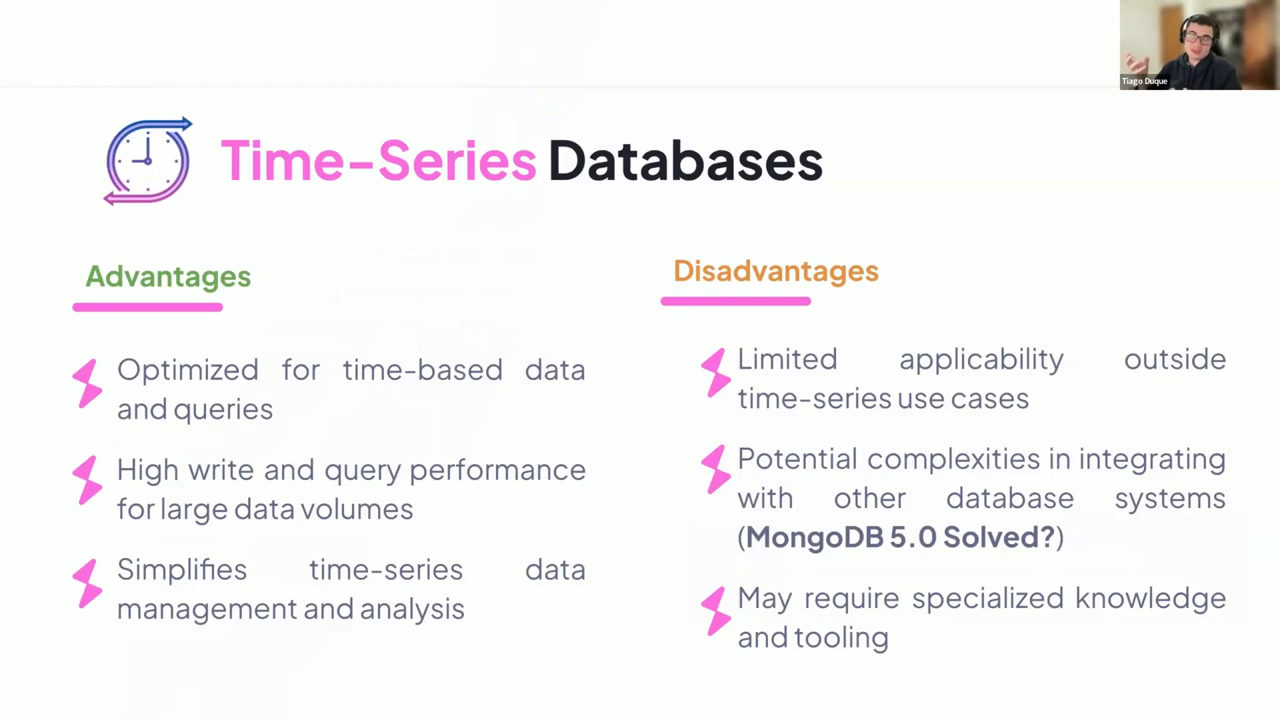 Tiago Duque
Time-Series Databases
Advantages
Optimized for time-based data
and queries
High write and query performance
for large data volumes
Simplifies time-series data
management and analysis
Disadvantages
Limited applicability outside
time-series use cases
Potential complexities in integrating
with other database systems
(MongoDB 5.0 Solved?)
May require specialized knowledge
and tooling